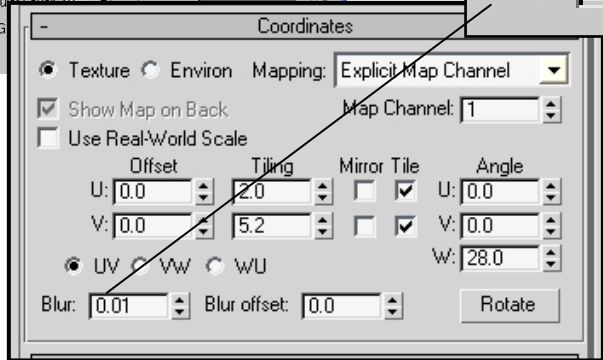 - Coordinates
Texture Environ Mapping: Explicit Map Channel
Show Map on Back Map Channel: 1
Use Real-World Scale
Offset Tiling Mirror Tile Angle
U: 0.0 2.0 U: 0.0
V: 0.0 5.2 V: 0.0
UV VW WU W: 28.0
Blur: 0.01 Blur offset: 0.0 Rotate